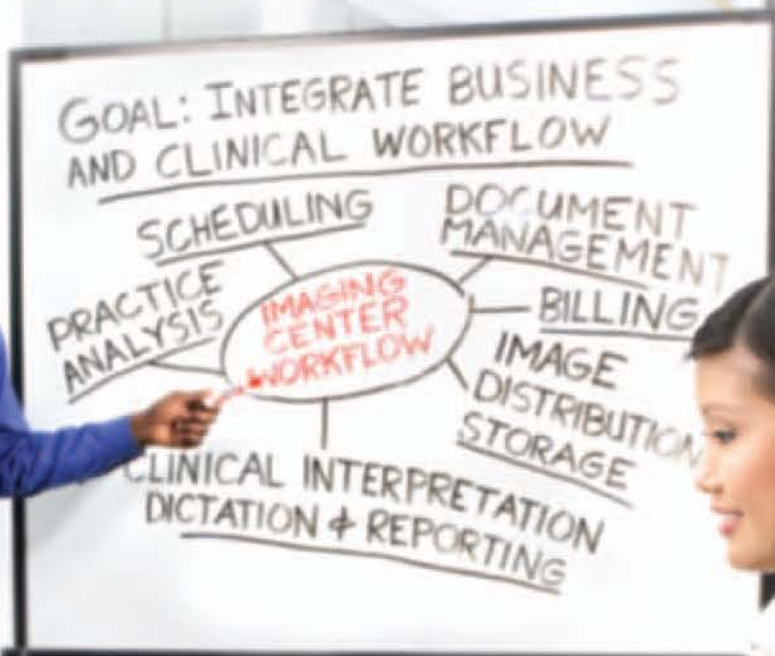 GOAL: INTEGRATE BUSINESS
AND CLINICAL WORKFLOW
SCHEDULING
DOCUMENT
MANAGEMENT
PRACTICE
ANALYSIS
IMAGING
CENTER
WORKFLOW
BILLING
IMAGE
DISTRIBUTION
STORAGE
CLINICAL INTERPRETATION
DICTATION & REPORTING